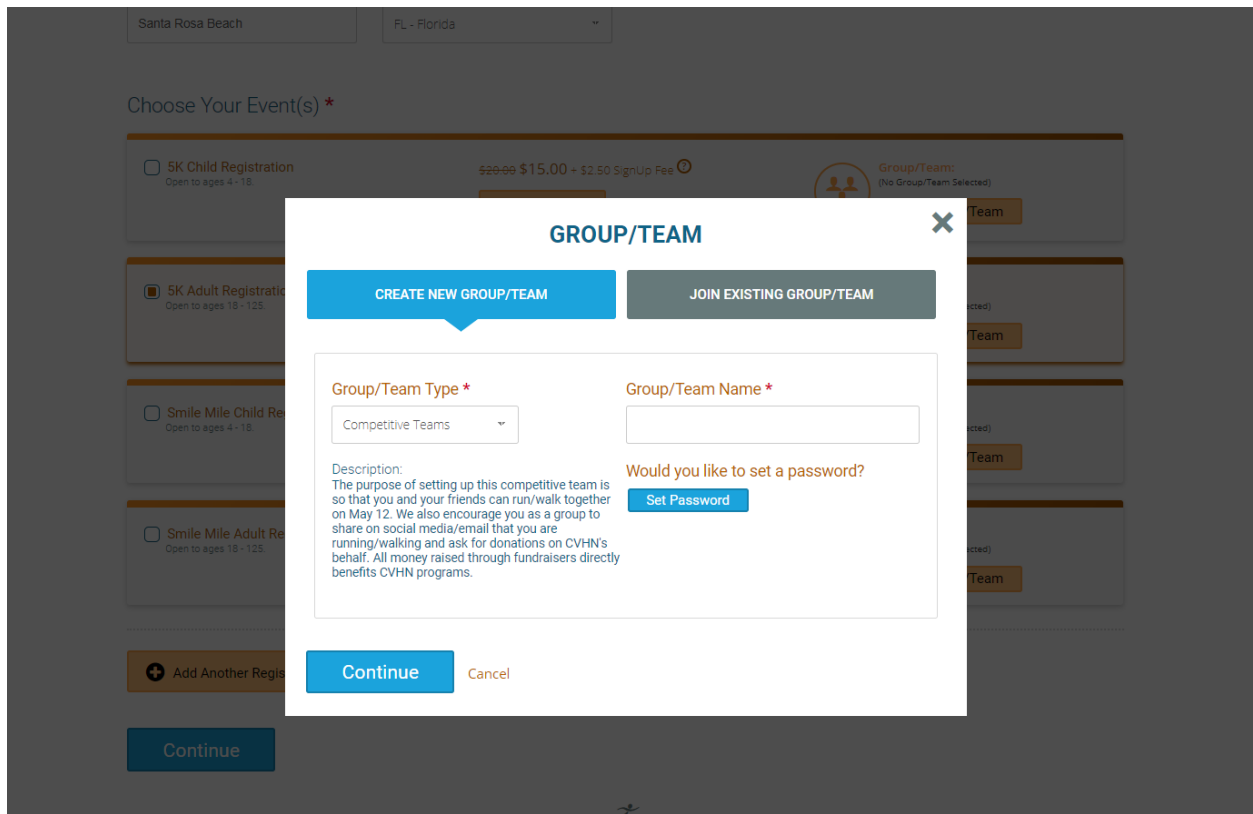 Santa Rosa Beach
FL - Florida
Choose Your Event(s) *
5K Child Registration
Open to ages 4 - 18.
$20.00 $15.00 + $2.50 SignUp Fee ?
Group/Team:
(No Group/Team Selected)
/Team
GROUP/TEAM
CREATE NEW GROUP/TEAM
JOIN EXISTING GROUP/TEAM
5K Adult Registratio
Open to ages 18 - 125.
ected)
/Team
Group/Team Type *
Competitive Teams
Description:
The purpose of setting up this competitive team is
so that you and your friends can run/walk together
on May 12. We also encourage you as a group to
share on social media/email that you are
running/walking and ask for donations on CVHN's
behalf. All money raised through fundraisers directly
benefits CVHN programs.
Group/Team Name *
Would you like to set a password?
Set Password
Smile Mile Child Re
Open to ages 4 - 18.
ected)
/Team
Smile Mile Adult Re
Open to ages 18 - 125.
ected)
/Team
Continue
Cancel
Add Another Regis
Continue